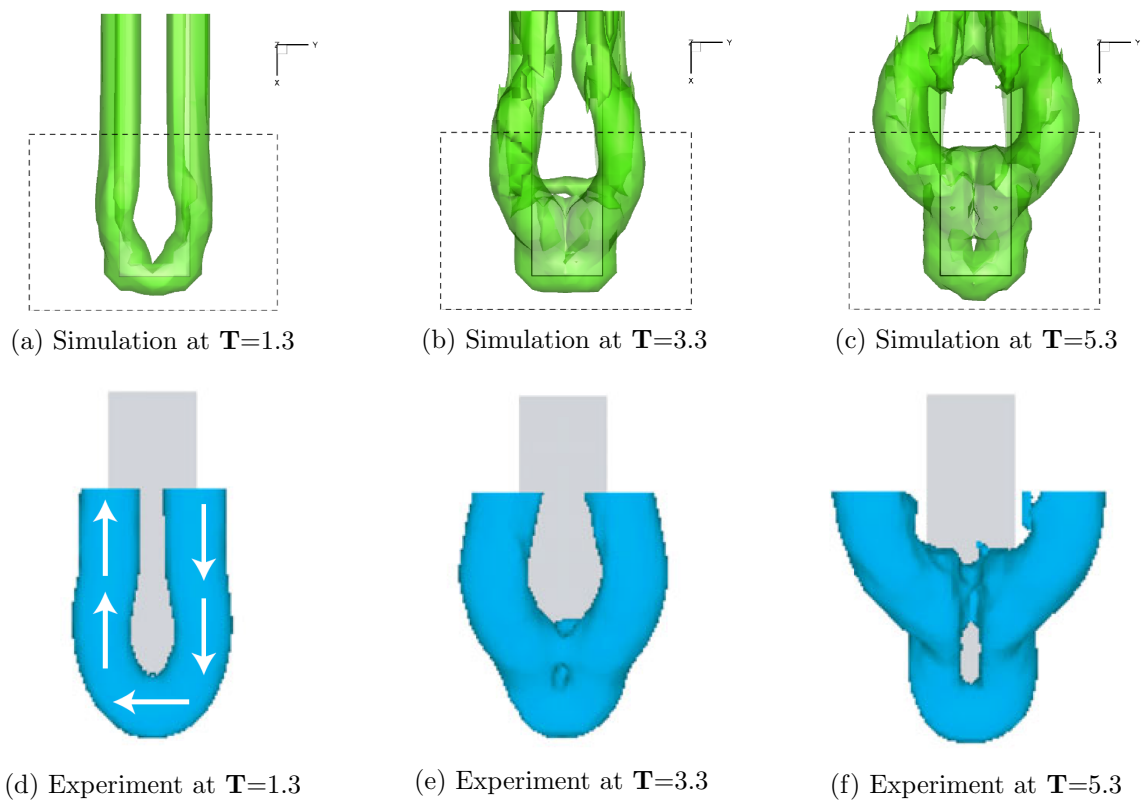 Z Y
X
Z Y
X
Z Y
X
(a) Simulation at T=1.3
(b) Simulation at T=3.3
(c) Simulation at T=5.3
(d) Experiment at T=1.3
(e) Experiment at T=3.3
(f) Experiment at T=5.3